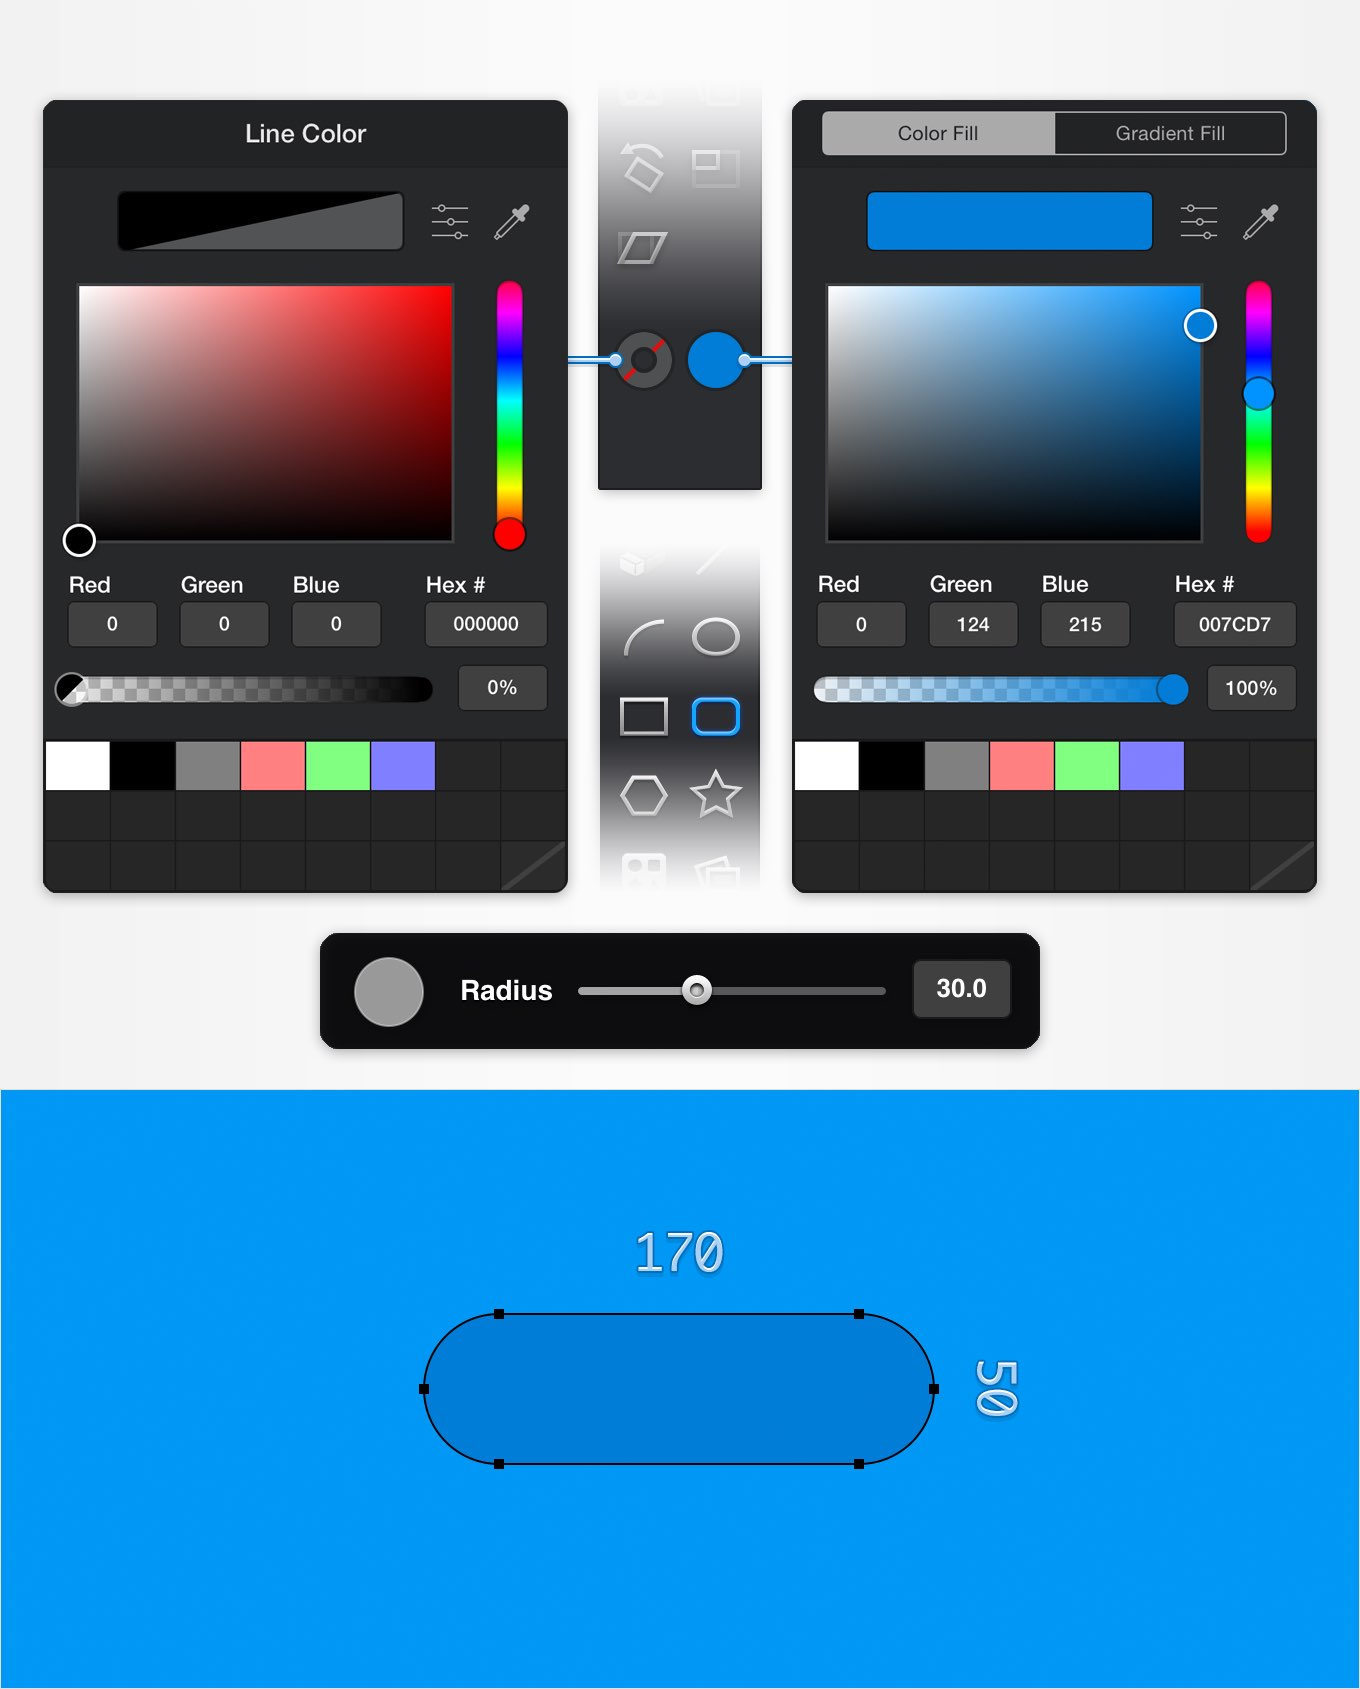 Line Color
Red Green Blue Hex #
0 0 0 000000
0%
Color Fill Gradient Fill
Red Green Blue Hex #
0 124 215 007CD7
100%
Radius 30.0
170
50